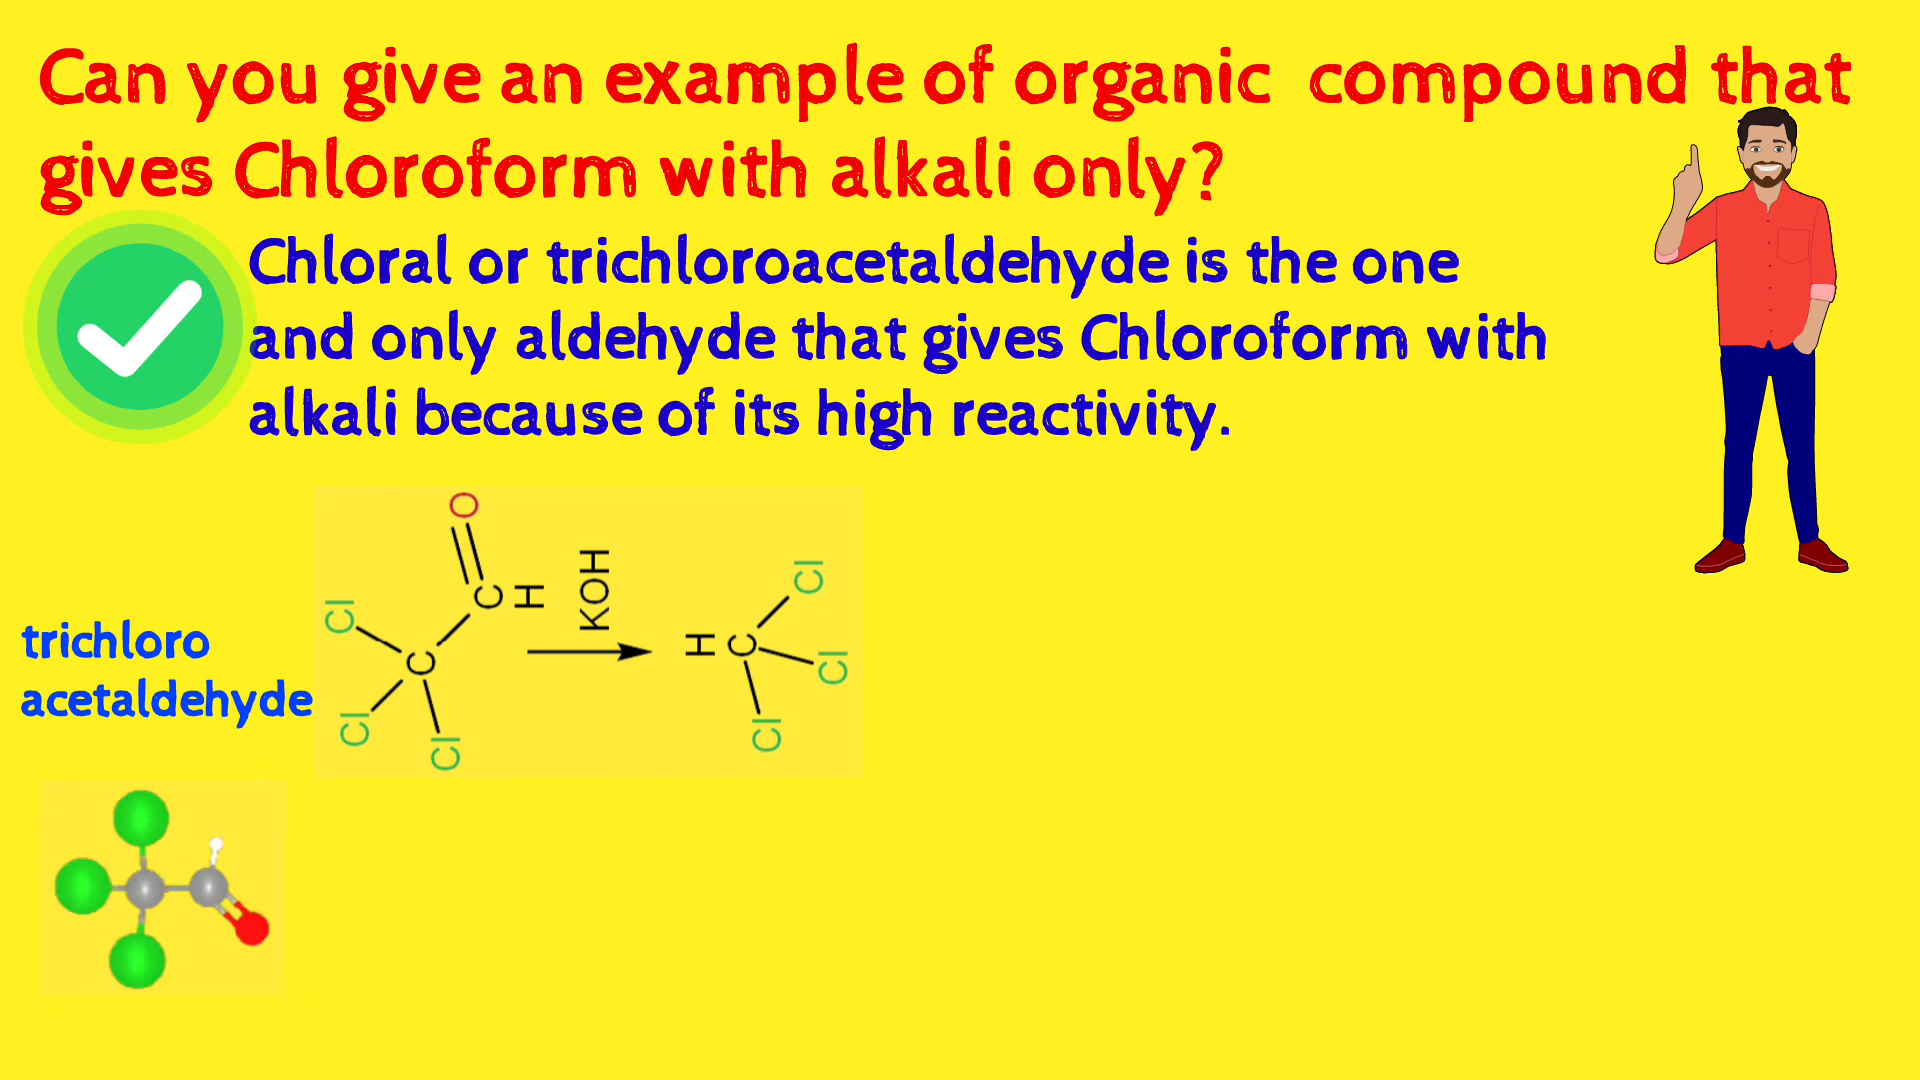 Can you give an example of organic compound that
gives Chloroform with alkali only?
Chloral or trichloroacetaldehyde is the one
and only aldehyde that gives Chloroform with
alkali because of its high reactivity.
trichloro
acetaldehyde
O
C H
Cl
C
Cl
Cl
KOH
H C
Cl
Cl
Cl